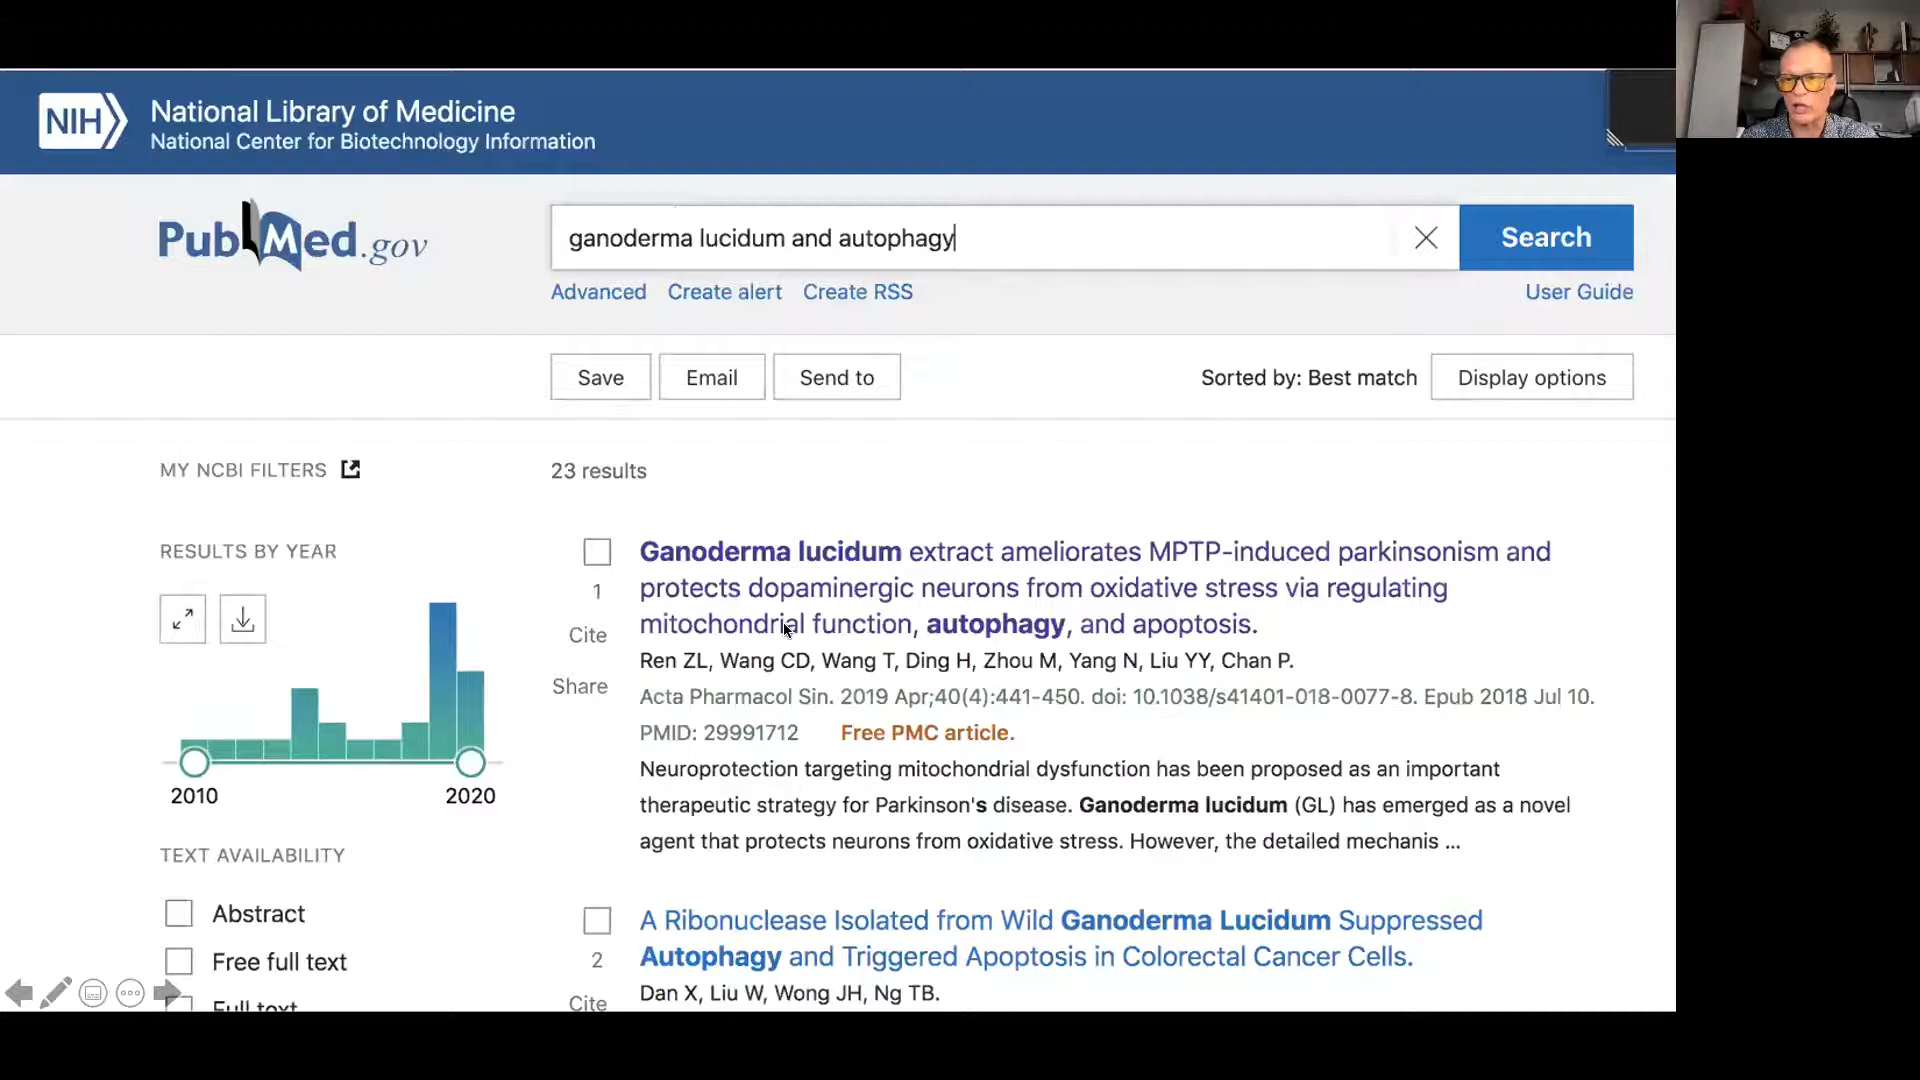 NIH
National Library of Medicine
National Center for Biotechnology Information
PubMed.gov
ganoderma lucidum and autophagy
Search
Advanced
Create alert
Create RSS
User Guide
Save
Email
Send to
Sorted by: Best match
Display options
MY NCBI FILTERS
23 results
RESULTS BY YEAR
2010
2020
TEXT AVAILABILITY
Abstract
Free full text
Full text
1
Cite
Share
Ganoderma lucidum extract ameliorates MPTP-induced parkinsonism and
protects dopaminergic neurons from oxidative stress via regulating
mitochondrial function, autophagy, and apoptosis.
Ren ZL, Wang CD, Wang T, Ding H, Zhou M, Yang N, Liu YY, Chan P.
Acta Pharmacol Sin. 2019 Apr;40(4):441-450. doi: 10.1038/s41401-018-0077-8. Epub 2018 Jul 10.
PMID: 29991712 Free PMC article.
Neuroprotection targeting mitochondrial dysfunction has been proposed as an important
therapeutic strategy for Parkinson's disease. Ganoderma lucidum (GL) has emerged as a novel
agent that protects neurons from oxidative stress. However, the detailed mechanis ...
2
Cite
A Ribonuclease Isolated from Wild Ganoderma Lucidum Suppressed
Autophagy and Triggered Apoptosis in Colorectal Cancer Cells.
Dan X, Liu W, Wong JH, Ng TB.